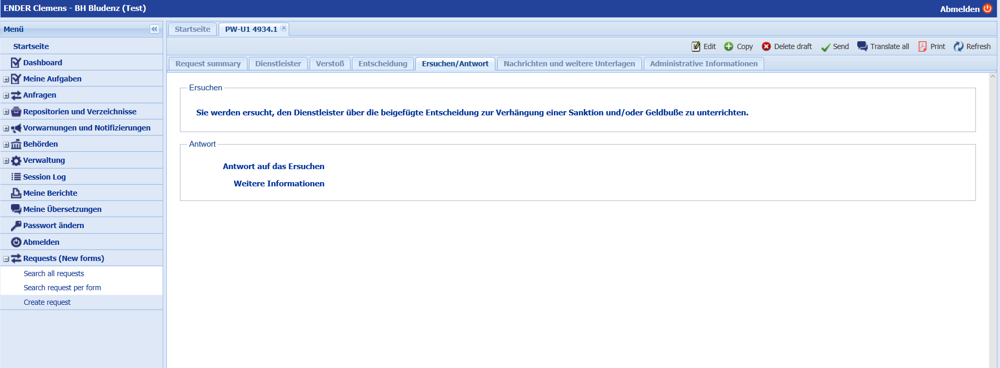 ENDER Clemens - BH Bludenz (Test)
Abmelden
Menü
Startseite
Dashboard
Meine Aufgaben
Anfragen
Repositorien und Verzeichnisse
Vorwarnungen und Notifizierungen
Behörden
Verwaltung
Session Log
Meine Berichte
Meine Übersetzungen
Passwort ändern
Abmelden
Requests (New forms)
Search all requests
Search request per form
Create request
Startseite PW-U1 4934.1
Edit Copy Delete draft Send Translate all Print Refresh
Request summary Dienstleister Verstoß Entscheidung Ersuchen/Antwort Nachrichten und weitere Unterlagen Administrative Informationen
Ersuchen
Sie werden ersucht, den Dienstleister über die beigefügte Entscheidung zur Verhängung einer Sanktion und/oder Geldbuße zu unterrichten.
Antwort
Antwort auf das Ersuchen
Weitere Informationen